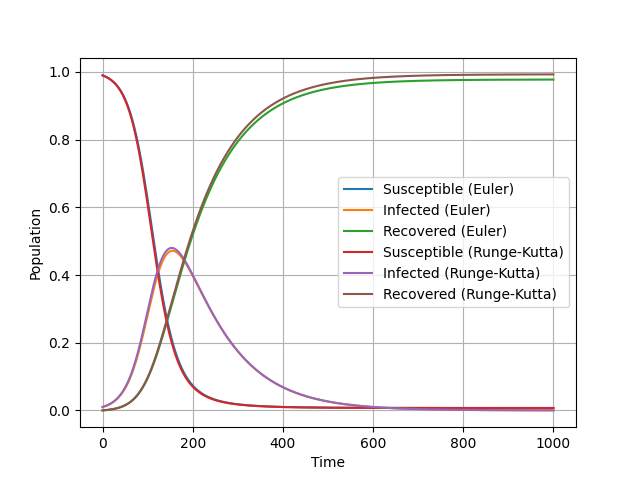 1.0
0.8
0.6
0.4
0.2
0.0
Population
Susceptible (Euler)
Infected (Euler)
Recovered (Euler)
Susceptible (Runge-Kutta)
Infected (Runge-Kutta)
Recovered (Runge-Kutta)
0 200 400 600 800 1000
Time